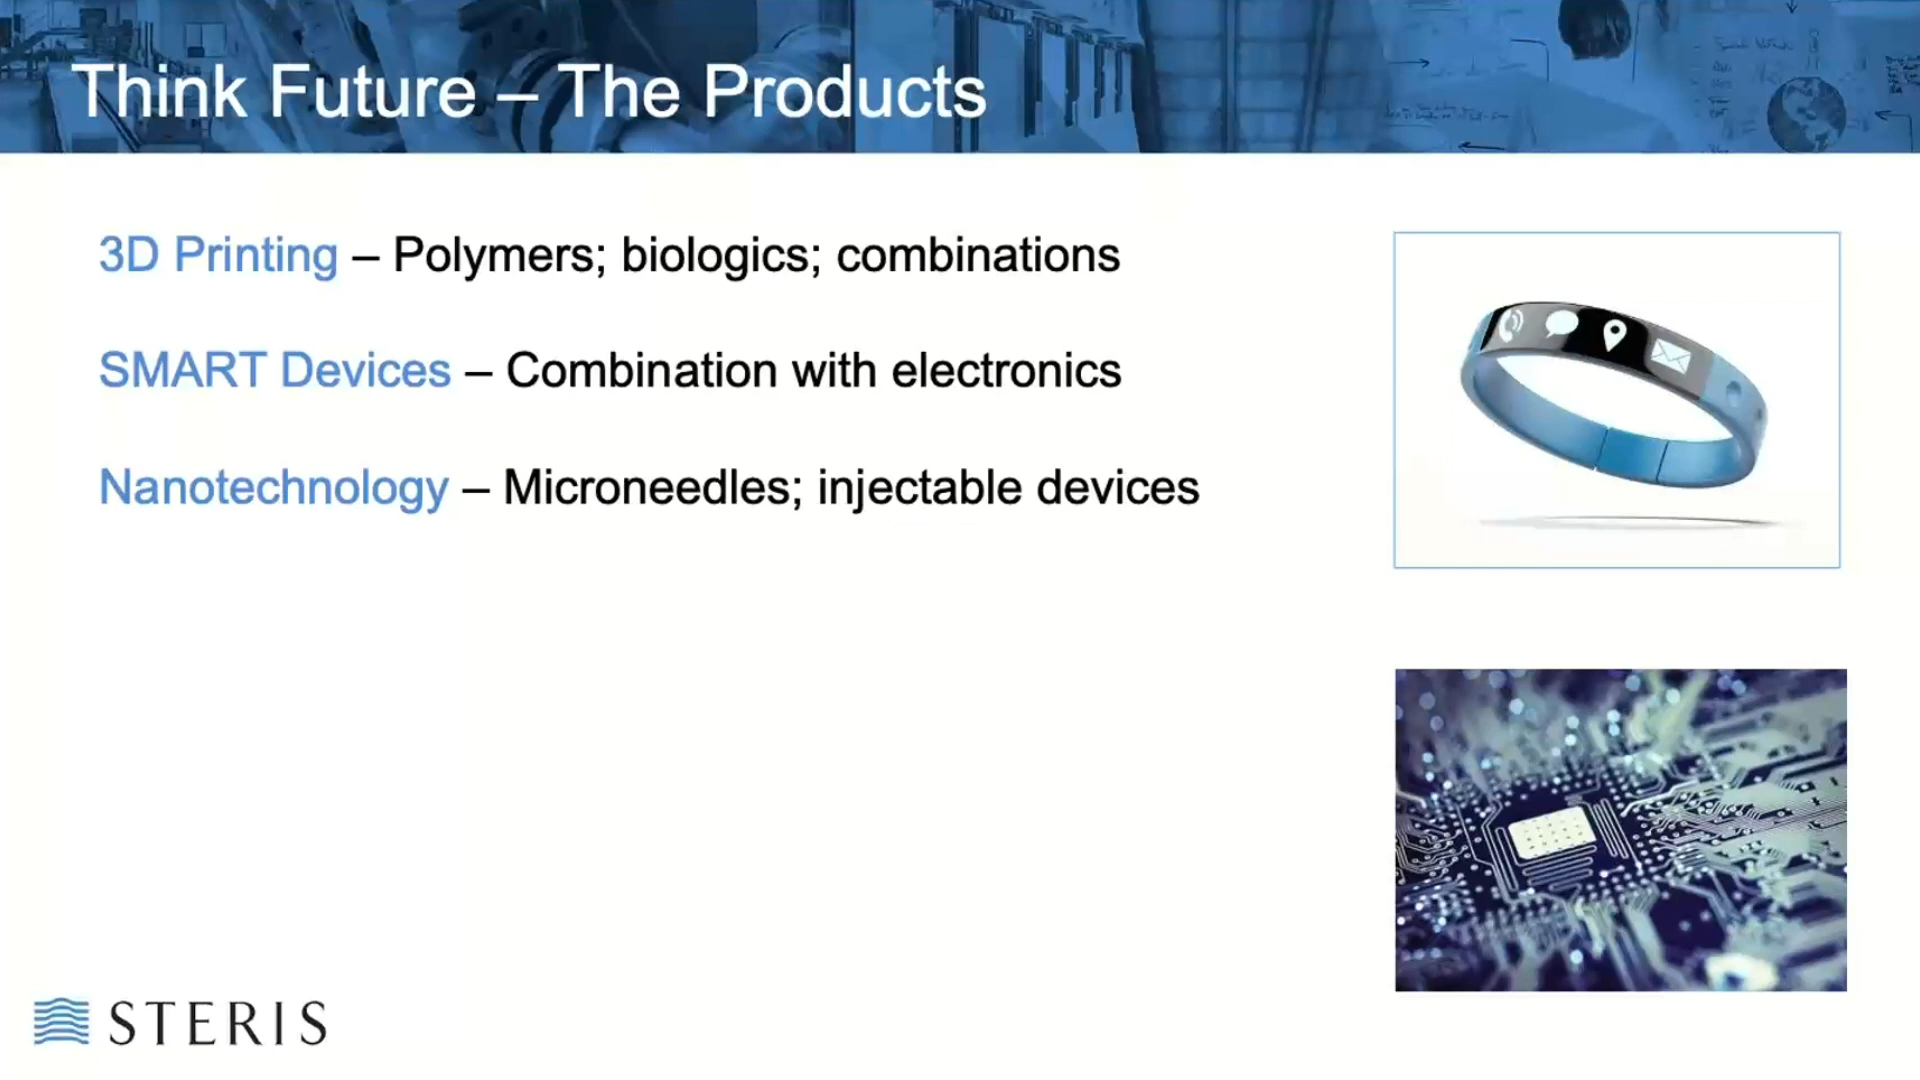 Think Future – The Products
3D Printing – Polymers; biologics; combinations
SMART Devices – Combination with electronics
Nanotechnology – Microneedles; injectable devices
STERIS